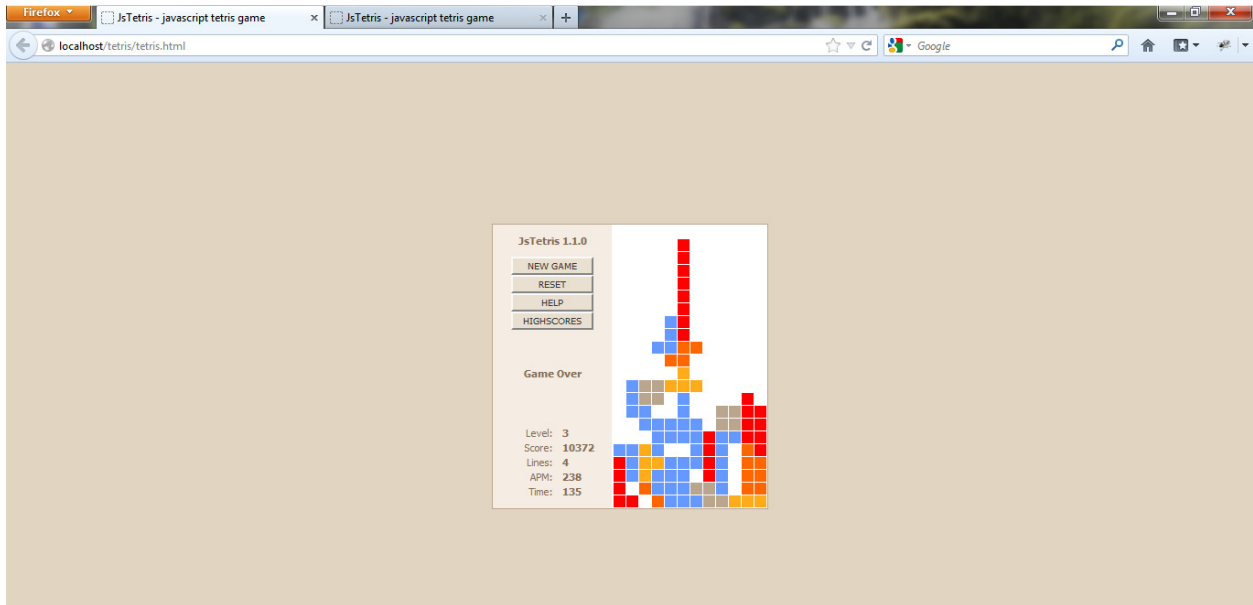 Firefox
JsTetris - javascript tetris game
JsTetris - javascript tetris game
localhost/tetris/tetris.html
Google
JsTetris 1.1.0
NEW GAME
RESET
HELP
HIGHSCORES
Game Over
Level: 3
Score: 10372
Lines: 4
APM: 238
Time: 135